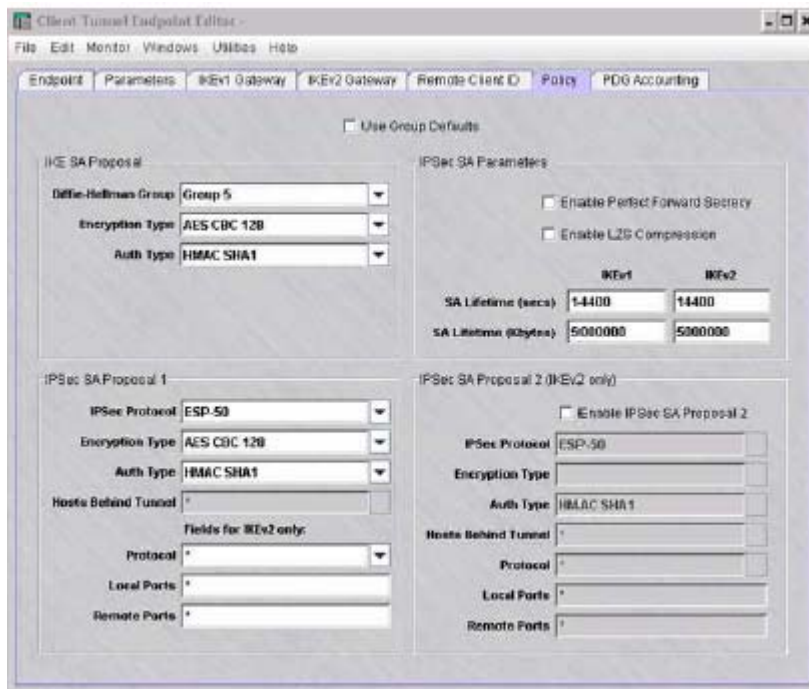 Client Tunnel Endpoint Editor -
File Edit Monitor Windows Utilities Help
Endpoint Parameters IKEv1 Gateway IKEv2 Gateway Remote Client ID Policy PDG Accounting
Use Group Defaults
IKE SA Proposal
Diffie-Hellman Group Group 5
Encryption Type AES CBC 128
Auth Type HMAC SHA1
IPSec SA Parameters
Enable Perfect Forward Secrecy
Enable LZS Compression
IKEv1 IKEv2
SA Lifetime (secs) 14400 14400
SA Lifetime (Kbytes) 5000000 5000000
IPSec SA Proposal 1
IPSec Protocol ESP-50
Encryption Type AES CBC 128
Auth Type HMAC SHA1
Hosts Behind Tunnel *
Fields for IKEv2 only:
Protocol *
Local Ports *
Remote Ports *
IPSec SA Proposal 2 (IKEv2 only)
Enable IPSec SA Proposal 2
IPSec Protocol ESP-50
Encryption Type
Auth Type HMAC SHA1
Hosts Behind Tunnel *
Protocol *
Local Ports *
Remote Ports *